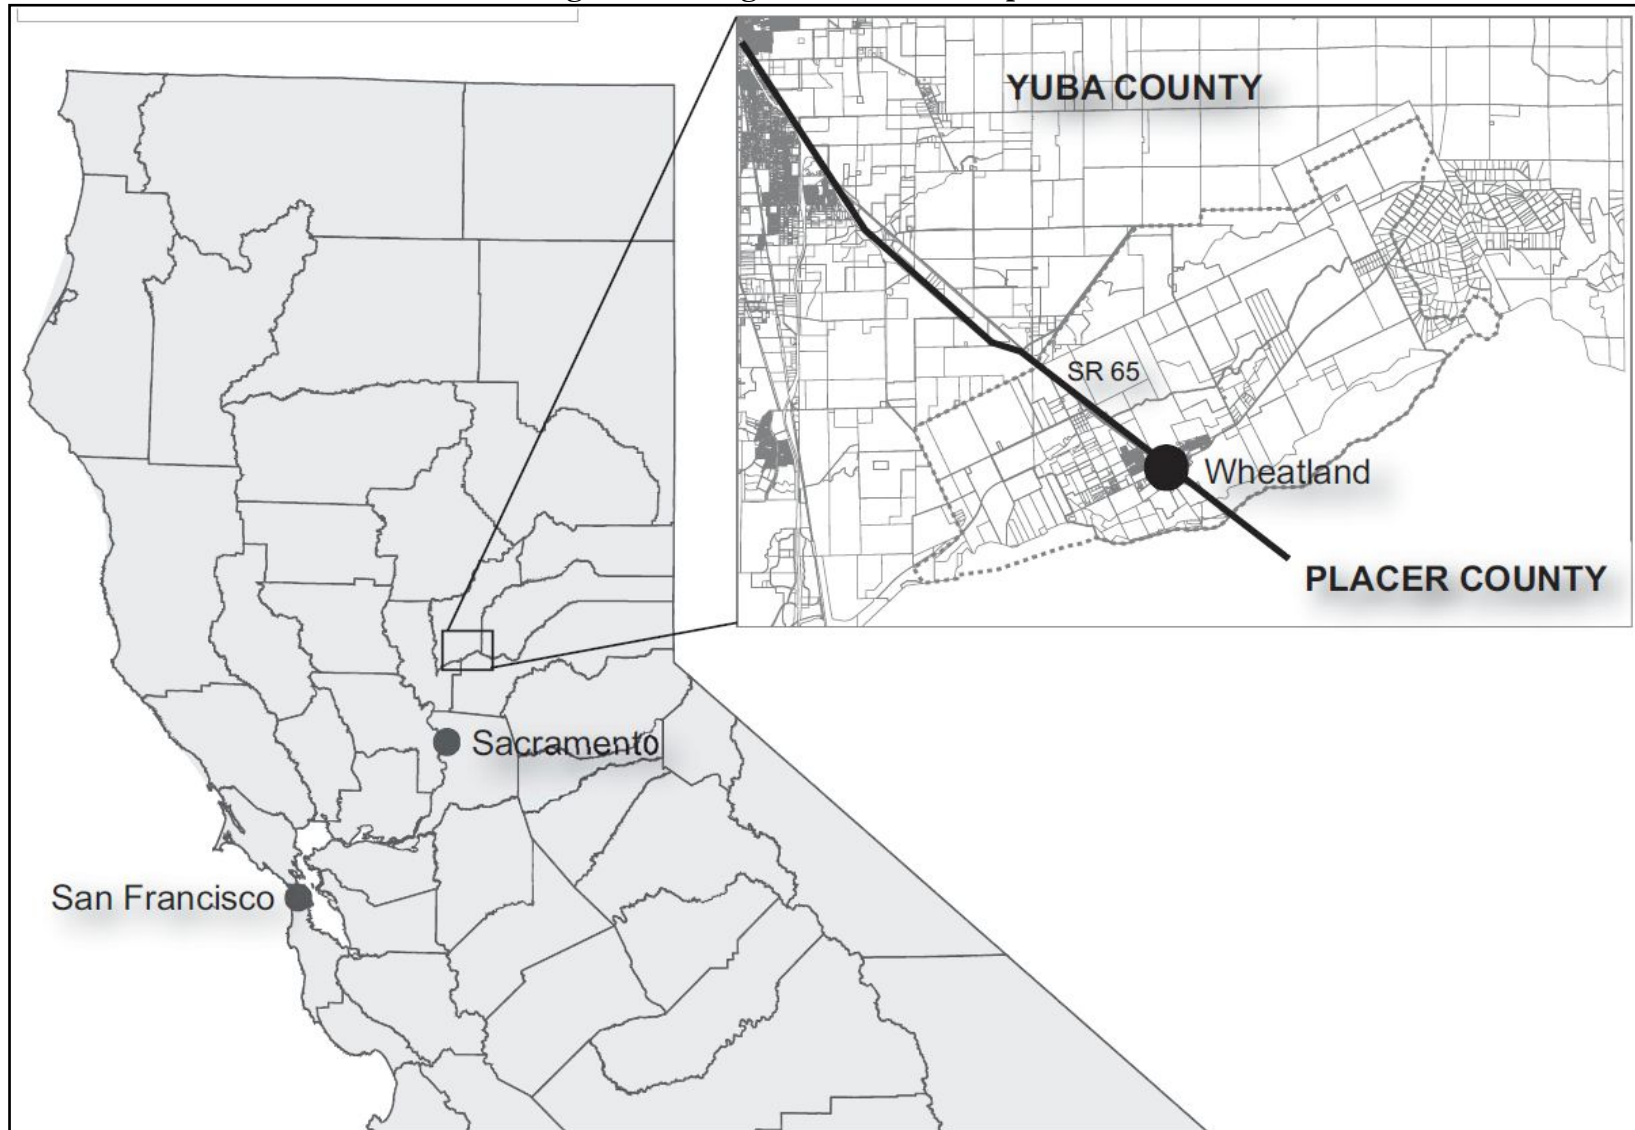 YUBA COUNTY
SR 65
Wheatland
PLACER COUNTY
Sacramento
San Francisco